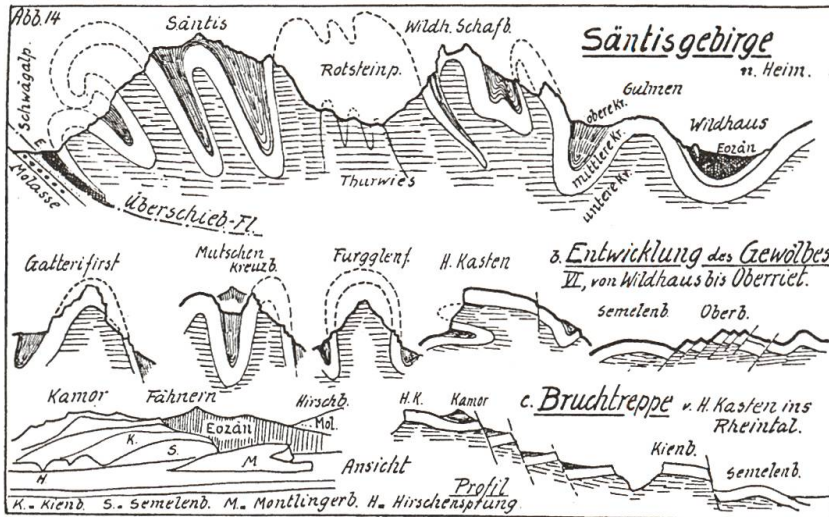 Abb. 14
Säntis
Wildh. Schafb.
Säntisgebirge
n. Heim.
Schwägalp.
Rotsteinp.
Gulmen
Wildhaus
obere Kr.
Eozän
E
mittlere Kr.
untere Kr.
Molasse
Thurwies
Überschieb-Fl.
Gatterifirst
Mutschen
Kreuzb.
Furgglenf.
H. Kasten
b. Entwicklung des Gewölbes
VI, von Wildhaus bis Oberriet.
Semelenb.
Oberb.
Kamor
Fähnern
Hirschb.
Eozän
Mol.
K.
S.
M
H
Ansicht
H.K.
Kamor
c. Bruchtreppe v. H. Kasten ins
Rheintal.
Kienb.
Semelenb.
Profil
K.- Kienb. S.- Semelenb. M.- Montlingerb. H- Hirschensprung